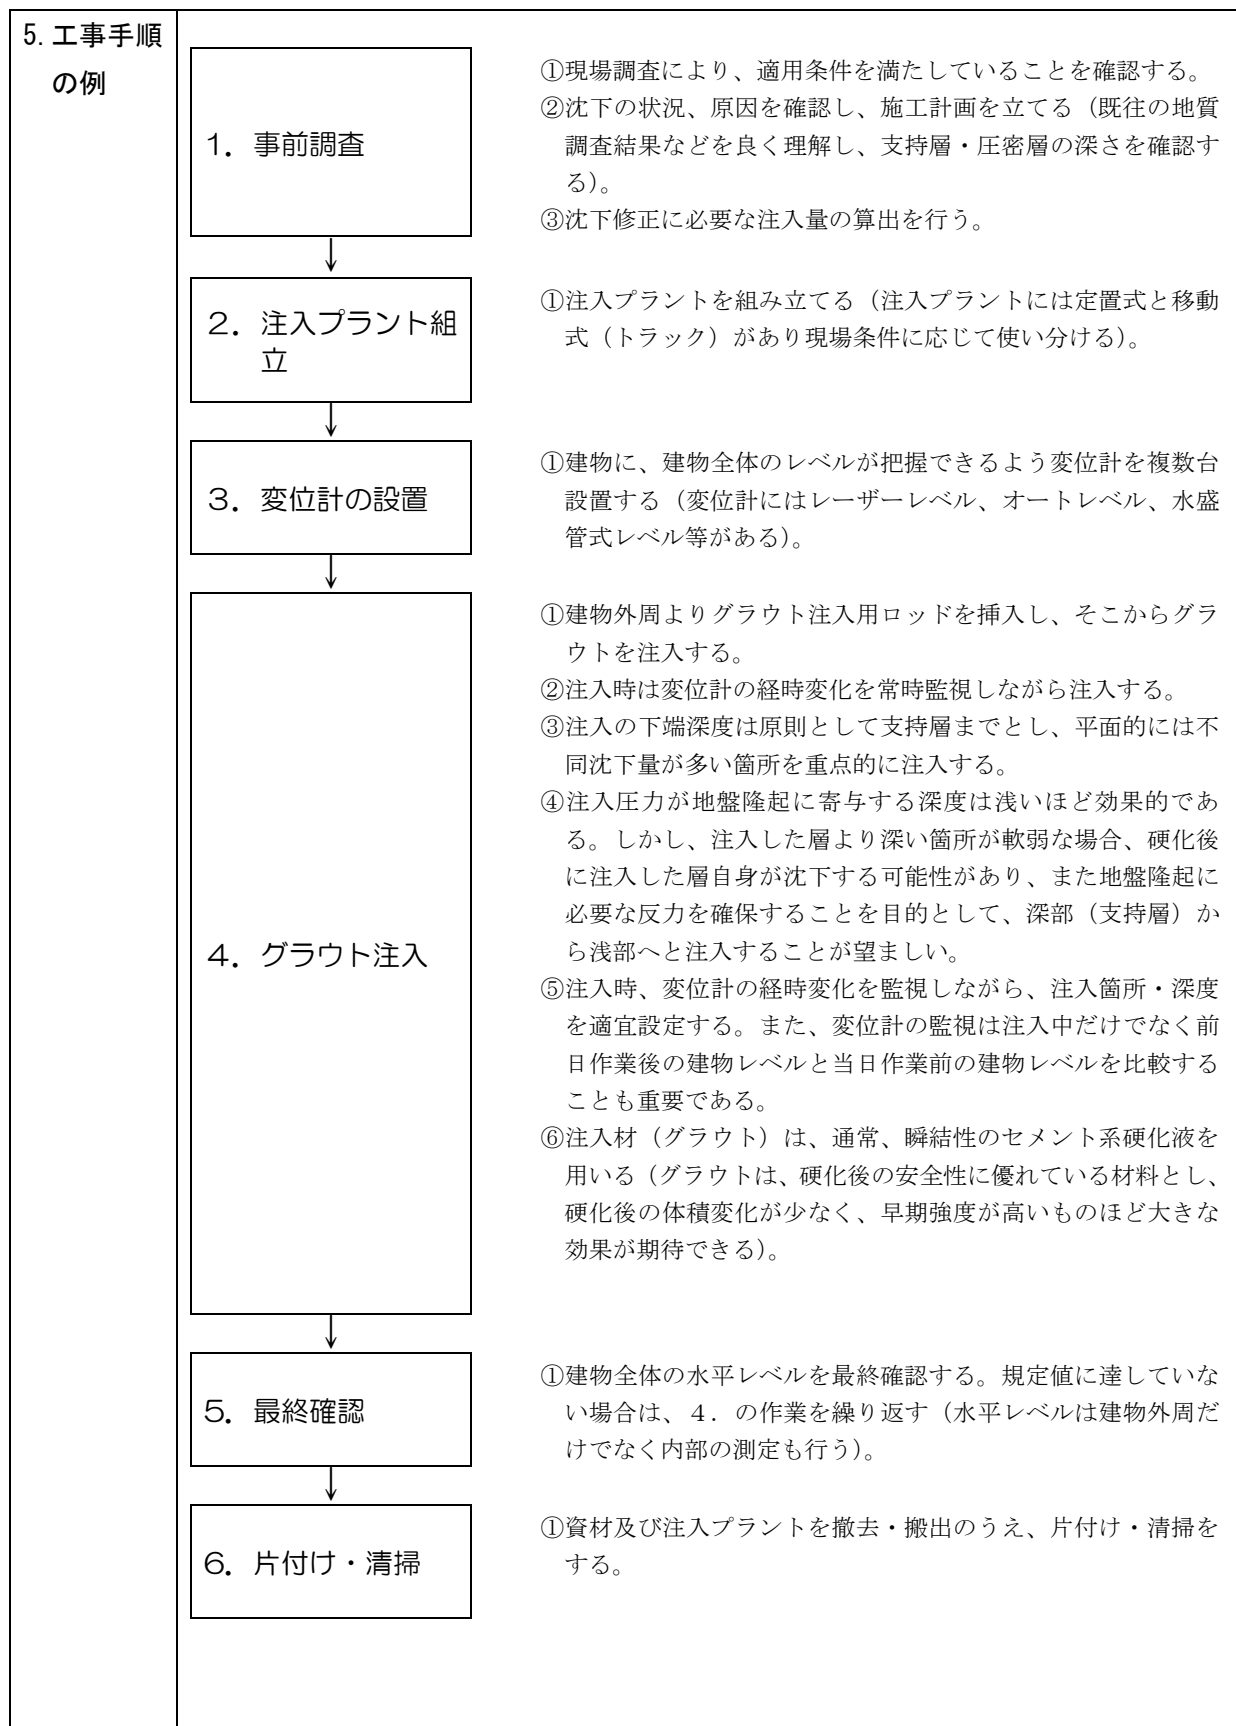 5.工事手順
の例
1．事前調査
①現場調査により、適用条件を満たしていることを確認する。
②沈下の状況、原因を確認し、施工計画を立てる（既往の地質
調査結果などを良く理解し、支持層・圧密層の深さを確認す
る）。
③沈下修正に必要な注入量の算出を行う。
2．注入プラント組
立
①注入プラントを組み立てる（注入プラントには定置式と移動
式（トラック）があり現場条件に応じて使い分ける）。
3．変位計の設置
①建物に、建物全体のレベルが把握できるよう変位計を複数台
設置する（変位計にはレーザーレベル、オートレベル、水盛
管式レベル等がある）。
4．グラウト注入
①建物外周よりグラウト注入用ロッドを挿入し、そこからグラ
ウトを注入する。
②注入時は変位計の経時変化を常時監視しながら注入する。
③注入の下端深度は原則として支持層までとし、平面的には不
同沈下量が多い箇所を重点的に注入する。
④注入圧力が地盤隆起に寄与する深度は浅いほど効果的であ
る。しかし、注入した層より深い箇所が軟弱な場合、硬化後
に注入した層自身が沈下する可能性があり、また地盤隆起に
必要な反力を確保することを目的として、深部（支持層）か
ら浅部へと注入することが望ましい。
⑤注入時、変位計の経時変化を監視しながら、注入箇所・深度
を適宜設定する。また、変位計の監視は注入中だけでなく前
日作業後の建物レベルと当日作業前の建物レベルを比較する
ことも重要である。
⑥注入材（グラウト）は、通常、瞬結性のセメント系硬化液を
用いる（グラウトは、硬化後の安全性に優れている材料とし、
硬化後の体積変化が少なく、早期強度が高いものほど大きな
効果が期待できる）。
5．最終確認
①建物全体の水平レベルを最終確認する。規定値に達していな
い場合は、４．の作業を繰り返す（水平レベルは建物外周だ
けでなく内部の測定も行う）。
6．片付け・清掃
①資材及び注入プラントを撤去・搬出のうえ、片付け・清掃を
する。